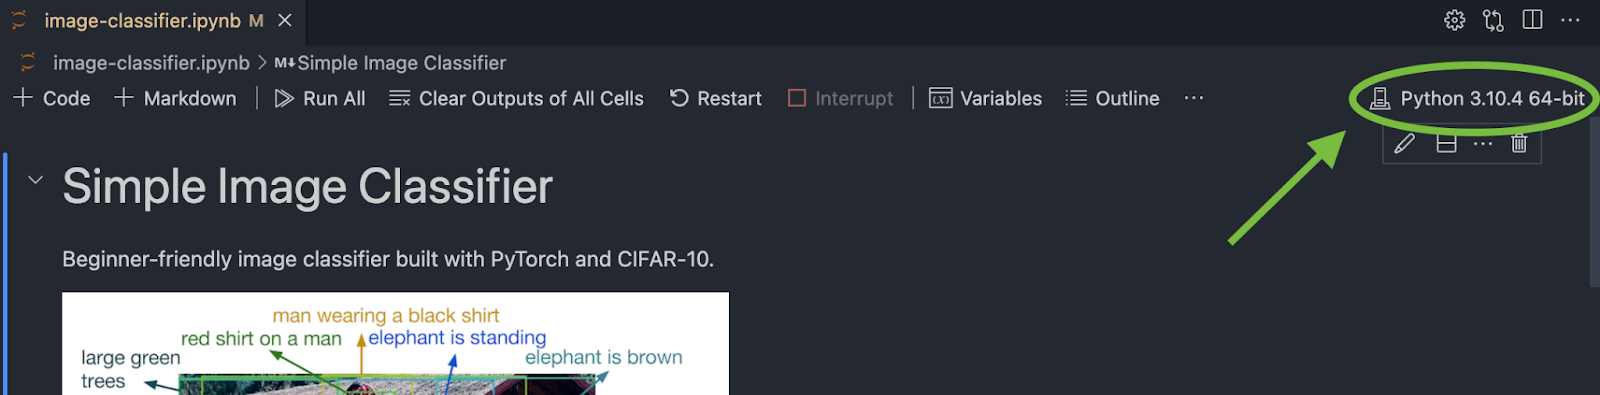 image-classifier.ipynb M
image-classifier.ipynb > M↓Simple Image Classifier
+ Code + Markdown Run All Clear Outputs of All Cells Restart Interrupt (x) Variables Outline ... Python 3.10.4 64-bit
Simple Image Classifier
Beginner-friendly image classifier built with PyTorch and CIFAR-10.
man wearing a black shirt
red shirt on a man elephant is standing
large green trees
elephant is brown